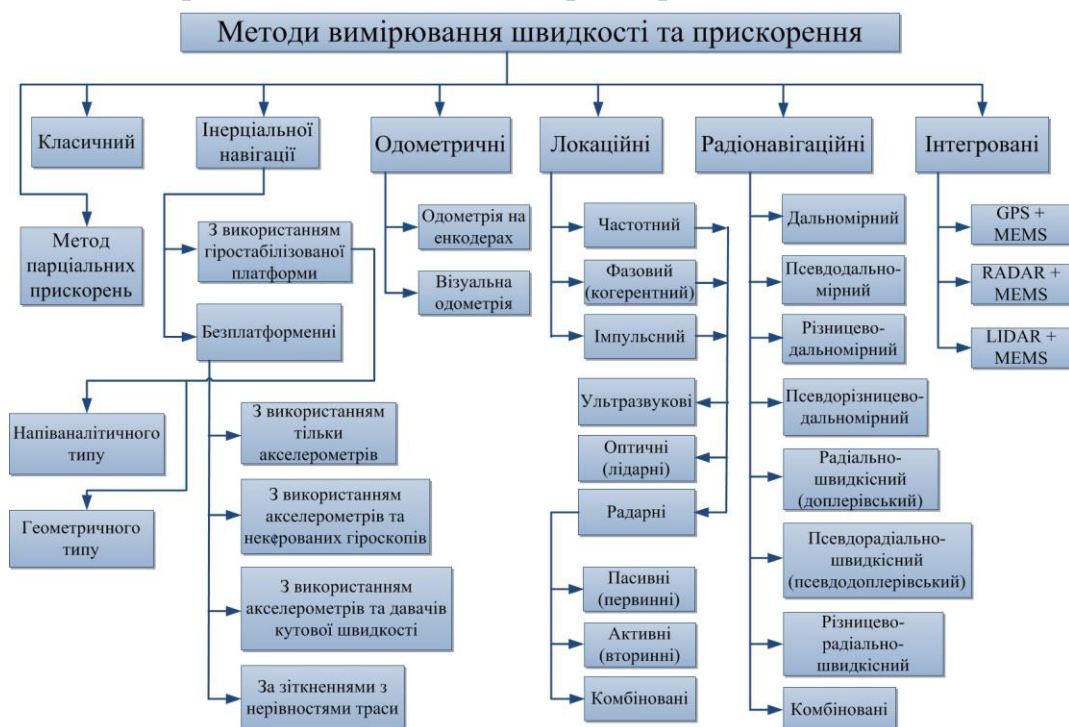 Методи вимірювання швидкості та прискорення
Класичний
Метод
парціальних
прискорень
Інерціальної
навігації
З використанням
гіростабілізованої
платформи
Безплатформенні
Напіваналітичного
типу
Геометричного
типу
З використанням
тільки
акселерометрів
З використанням
акселерометрів та
некерованих гіроскопів
З використанням
акселерометрів та давачів
кутової швидкості
За зіткненнями з
нерівностями траси
Одометричні
Одометрія на
енкодерах
Візуальна
одометрія
Локаційні
Частотний
Фазовий
(когерентний)
Імпульсний
Ультразвукові
Оптичні
(лідарні)
Радарні
Пасивні
(первинні)
Активні
(вторинні)
Комбіновані
Радіонавігаційні
Дальномірний
Псевдодально-
мірний
Різницево-
дальномірний
Псевдорізницево-
дальномірний
Радіально-
швидкісний
(доплерівський)
Псевдорадіально-
швидкісний
(псевдодоплерівський)
Різницево-
радіально-
швидкісний
Комбіновані
Інтегровані
GPS +
MEMS
RADAR +
MEMS
LIDAR +
MEMS